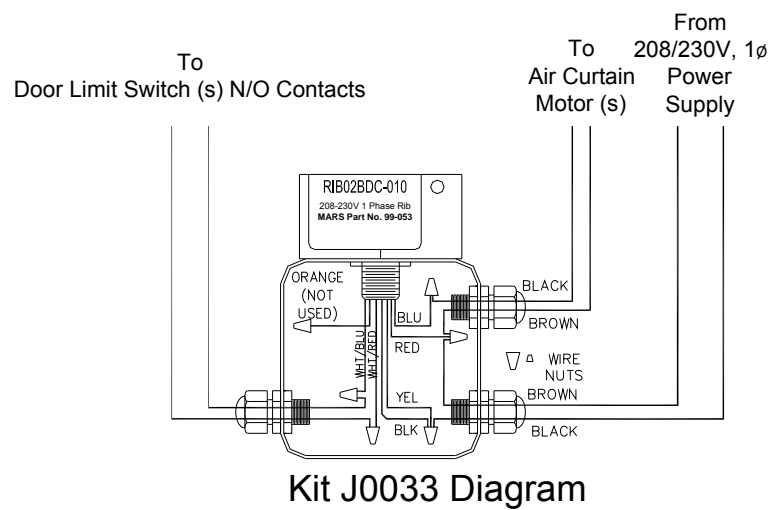 To
Door Limit Switch (s) N/O Contacts
To
Air Curtain
Motor (s)
From
208/230V, 1ø
Power
Supply
RIB02BDC-010
208-230V 1 Phase Rib
MARS Part No. 99-053
ORANGE
(NOT
USED)
BLU
RED
WHT/BLU
WHT/RED
YEL
BLK
BLACK
BROWN
WIRE
NUTS
BROWN
BLACK
Kit J0033 Diagram